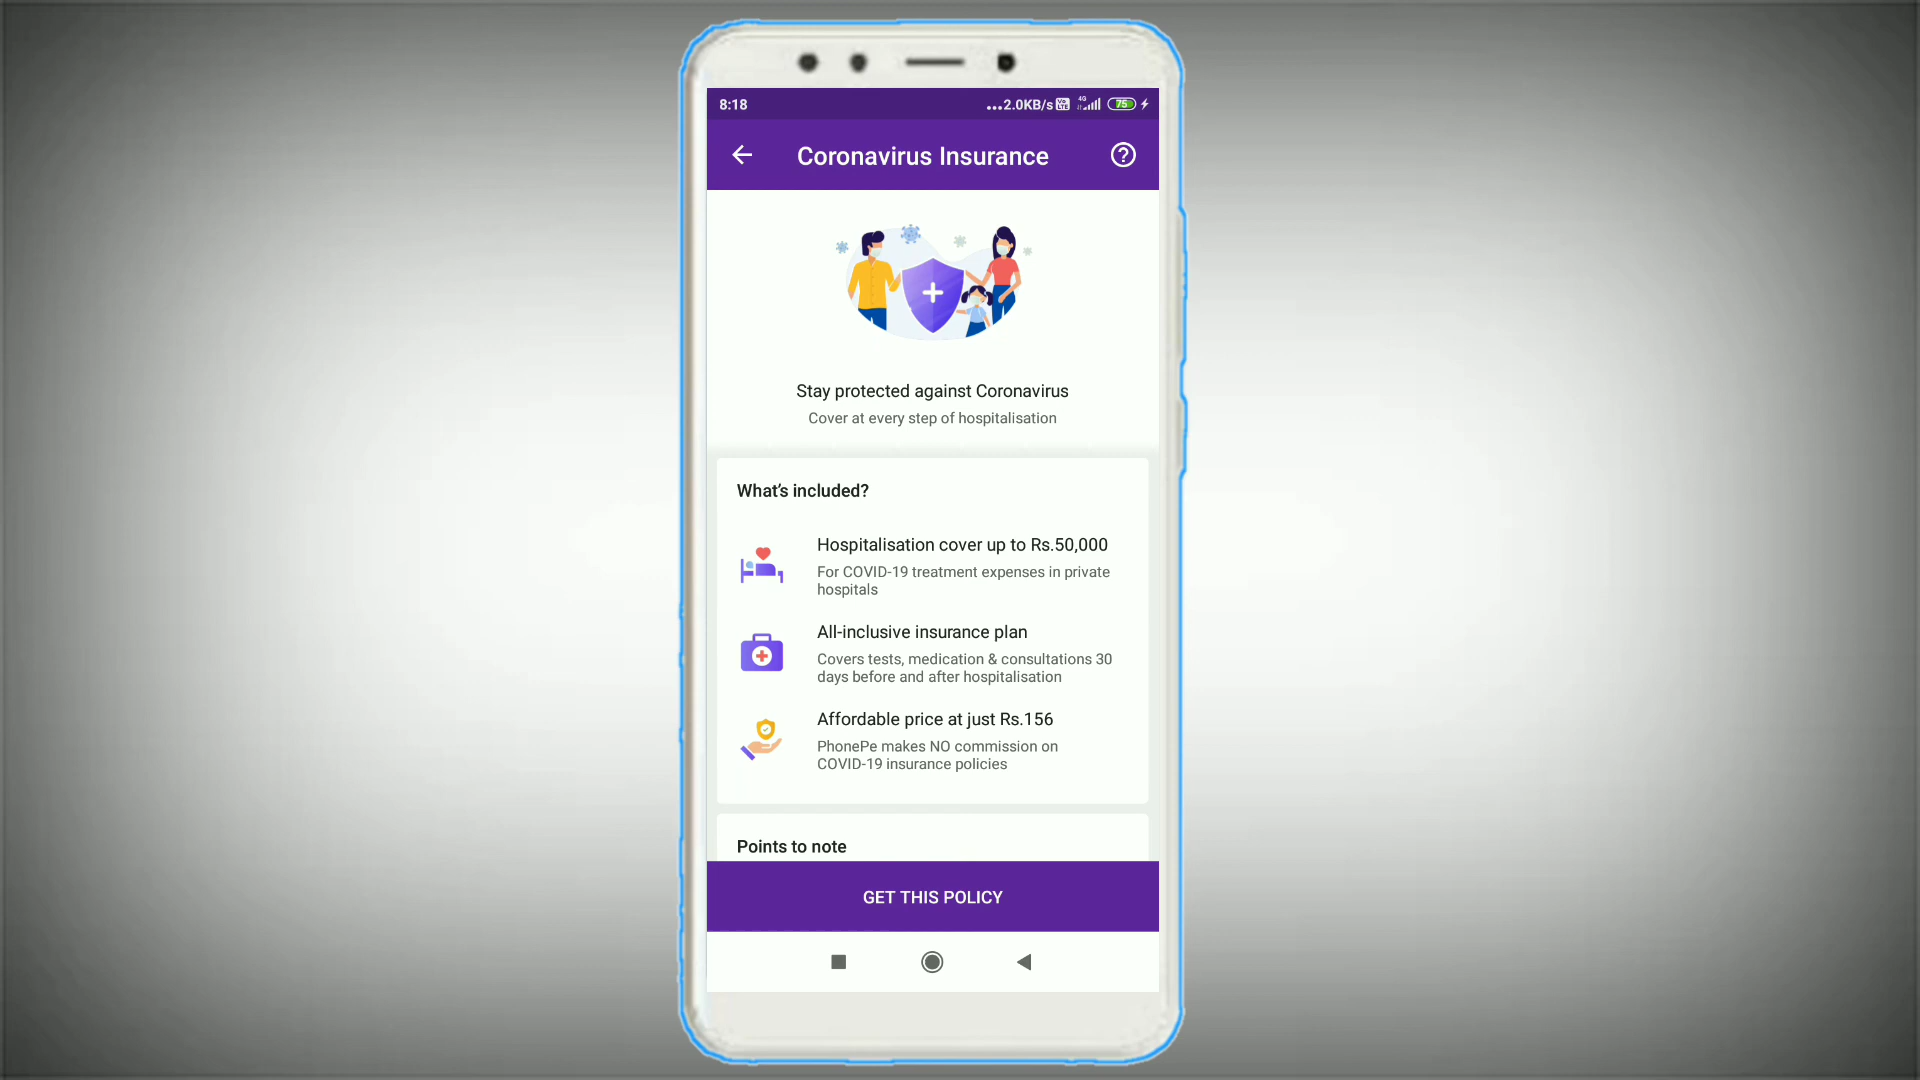 8:18
...2.0KB/s
4G
75
Coronavirus Insurance
Stay protected against Coronavirus
Cover at every step of hospitalisation
What's included?
Hospitalisation cover up to Rs.50,000
For COVID-19 treatment expenses in private
hospitals
All-inclusive insurance plan
Covers tests, medication & consultations 30
days before and after hospitalisation
Affordable price at just Rs.156
PhonePe makes NO commission on
COVID-19 insurance policies
Points to note
GET THIS POLICY